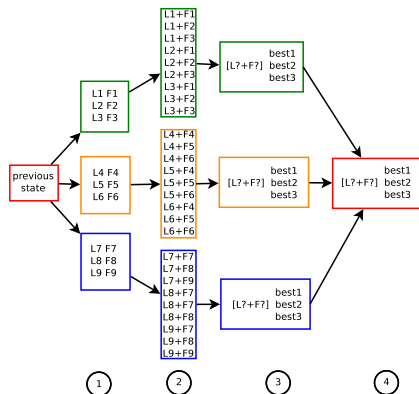 previous
state
L1 F1
L2 F2
L3 F3
L4 F4
L5 F5
L6 F6
L7 F7
L8 F8
L9 F9
L1+F1
L1+F2
L1+F3
L2+F1
L2+F2
L2+F3
L3+F1
L3+F2
L3+F3
L4+F4
L4+F5
L4+F6
L5+F4
L5+F5
L5+F6
L6+F4
L6+F5
L6+F6
L7+F7
L7+F8
L7+F9
L8+F7
L8+F7
L8+F8
L9+F7
L9+F8
L9+F9
best1
[L?+F?] best2
best3
best1
[L?+F?] best2
best3
best1
[L?+F?] best2
best3
best1
[L?+F?] best2
best3
1
2
3
4